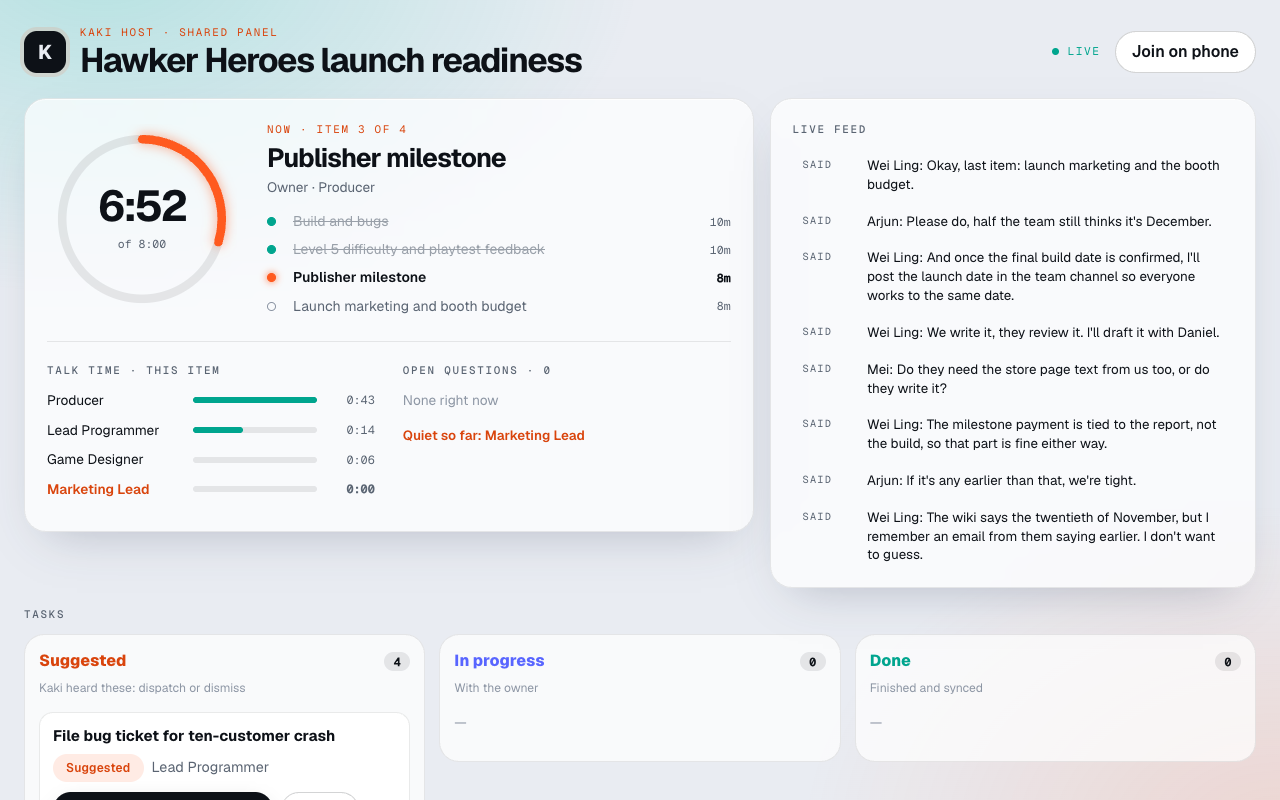 K
KAKI HOST · SHARED PANEL
Hawker Heroes launch readiness
LIVE
Join on phone
6:52
of 8:00
NOW · ITEM 3 OF 4
Publisher milestone
Owner · Producer
Build and bugs 10m
Level 5 difficulty and playtest feedback 10m
Publisher milestone 8m
Launch marketing and booth budget 8m
TALK TIME · THIS ITEM
Producer 0:43
Lead Programmer 0:14
Game Designer 0:06
Marketing Lead 0:00
OPEN QUESTIONS · 0
None right now
Quiet so far: Marketing Lead
LIVE FEED
SAID Wei Ling: Okay, last item: launch marketing and the booth
budget.
SAID Arjun: Please do, half the team still thinks it's December.
SAID Wei Ling: And once the final build date is confirmed, I'll
post the launch date in the team channel so everyone
works to the same date.
SAID Wei Ling: We write it, they review it. I'll draft it with Daniel.
SAID Mei: Do they need the store page text from us too, or do
they write it?
SAID Wei Ling: The milestone payment is tied to the report, not
the build, so that part is fine either way.
SAID Arjun: If it's any earlier than that, we're tight.
SAID Wei Ling: The wiki says the twentieth of November, but I
remember an email from them saying earlier. I don't want
to guess.
TASKS
Suggested 4
Kaki heard these: dispatch or dismiss
File bug ticket for ten-customer crash
Suggested Lead Programmer
In progress 0
With the owner
—
Done 0
Finished and synced
—